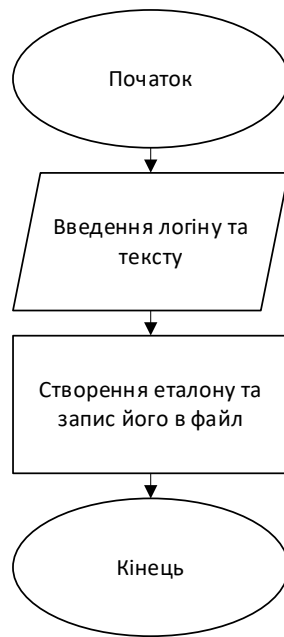 Початок
Введення логіну та
тексту
Створення еталону та
запис його в файл
Кінець